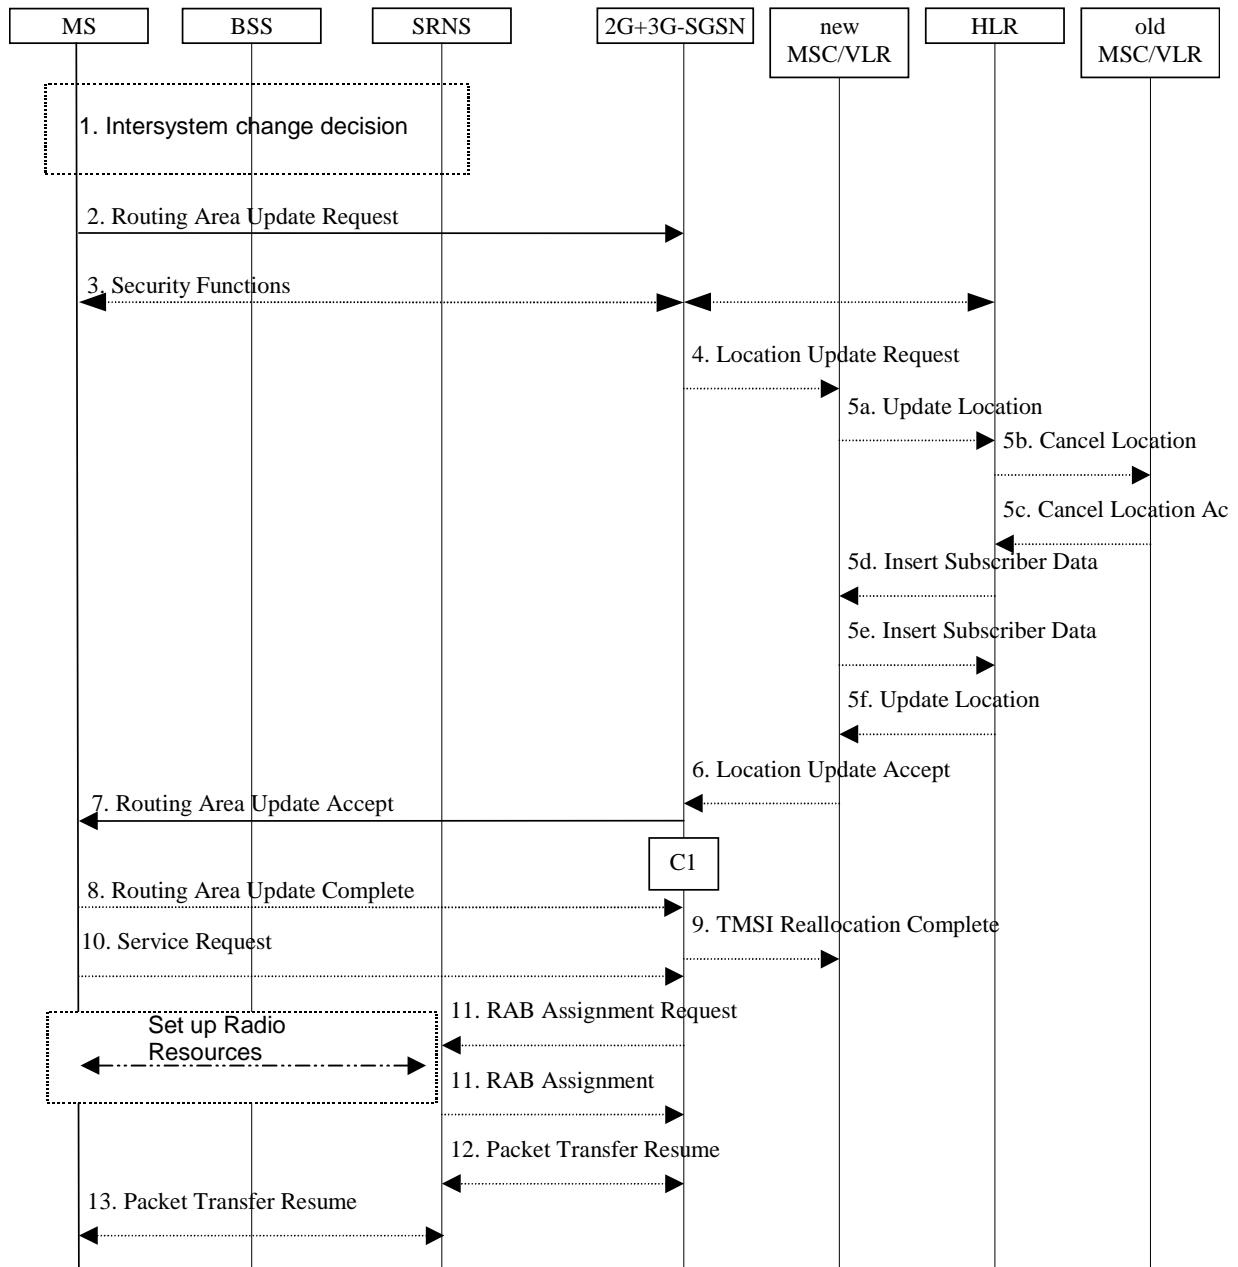 MS
BSS
SRNS
2G+3G-SGSN
new
MSC/VLR
HLR
old
MSC/VLR
1. Intersystem change decision
2. Routing Area Update Request
3. Security Functions
4. Location Update Request
5a. Update Location
5b. Cancel Location
5c. Cancel Location Ac
5d. Insert Subscriber Data
5e. Insert Subscriber Data
5f. Update Location
6. Location Update Accept
7. Routing Area Update Accept
C1
8. Routing Area Update Complete
9. TMSI Reallocation Complete
10. Service Request
11. RAB Assignment Request
Set up Radio
Resources
11. RAB Assignment
12. Packet Transfer Resume
13. Packet Transfer Resume